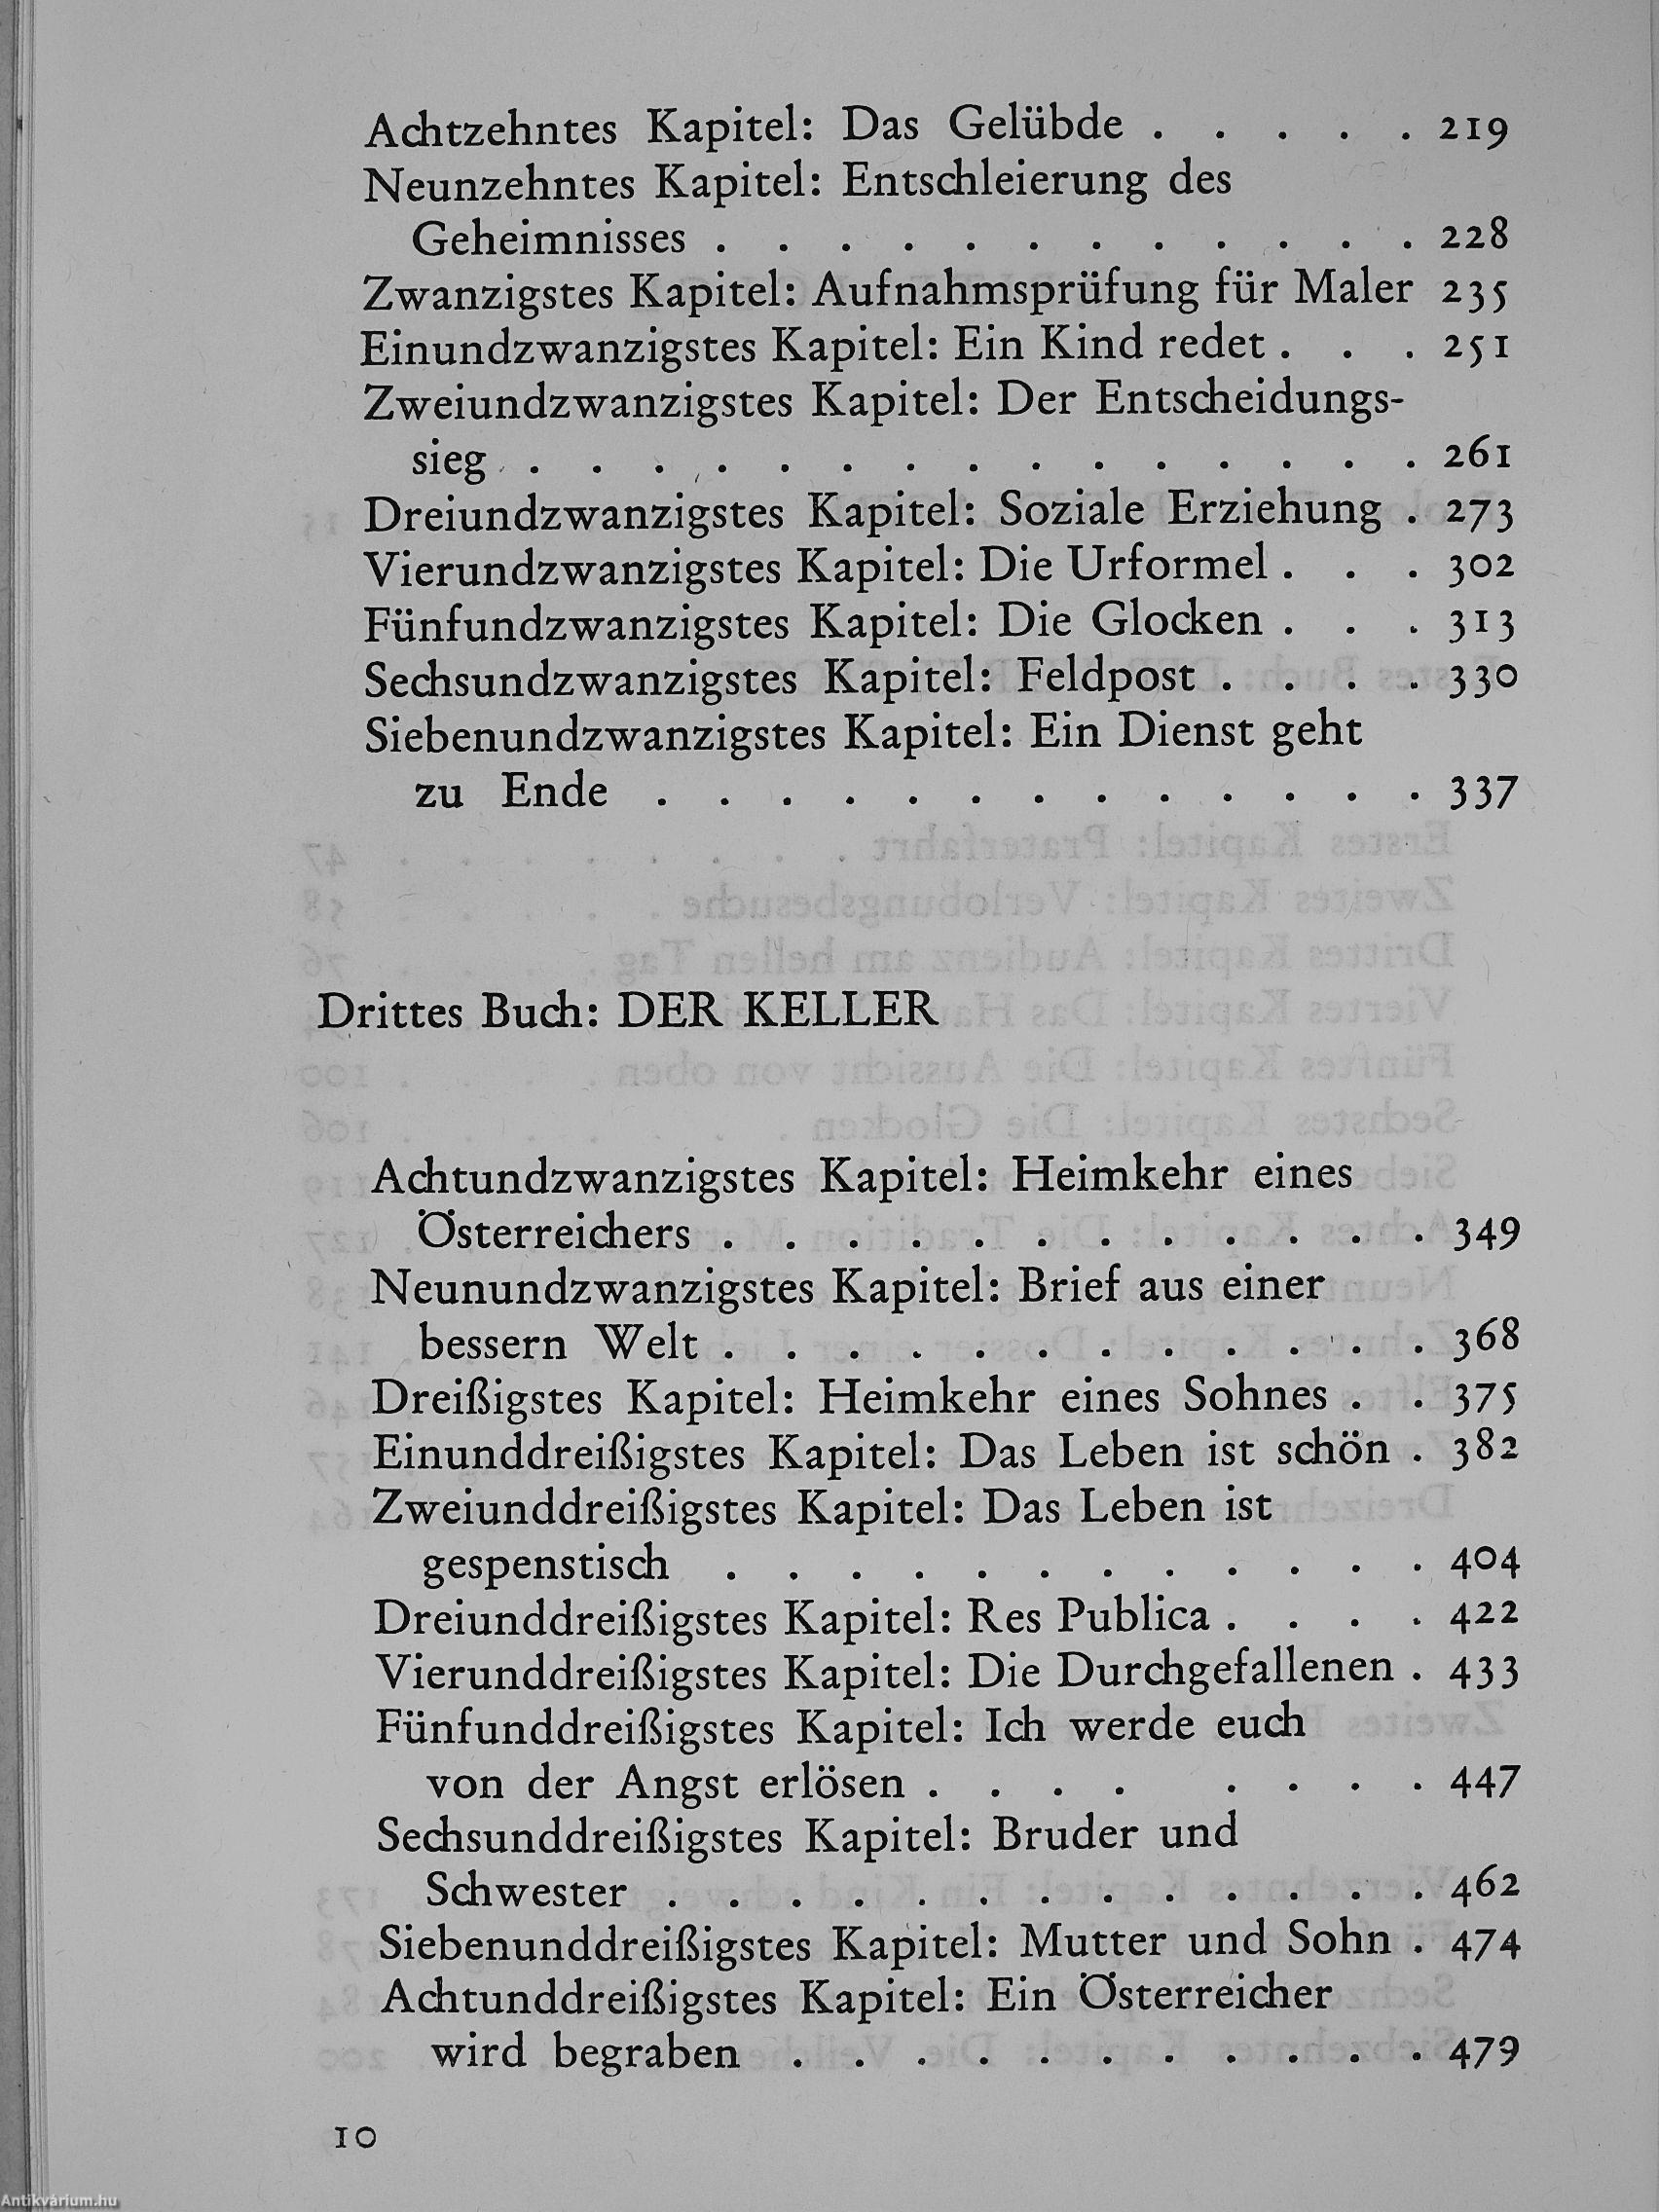 Achtzehntes Kapitel: Das Gelübde . . . . . 219
Neunzehntes Kapitel: Entschleierung des
Geheimnisses . . . . . . . . . . . . 228
Zwanzigstes Kapitel: Aufnahmsprüfung für Maler 235
Einundzwanzigstes Kapitel: Ein Kind redet . . . 251
Zweiundzwanzigstes Kapitel: Der Entscheidungs-
sieg . . . . . . . . . . . . . . . 261
Dreiundzwanzigstes Kapitel: Soziale Erziehung . 273
Vierundzwanzigstes Kapitel: Die Urformel . . . 302
Fünfundzwanzigstes Kapitel: Die Glocken . . . 313
Sechsundzwanzigstes Kapitel: Feldpost . . . . 330
Siebenundzwanzigstes Kapitel: Ein Dienst geht
zu Ende . . . . . . . . . . . . . 337
Drittes Buch: DER KELLER
Achtundzwanzigstes Kapitel: Heimkehr eines
Österreichers . . . . . . . . . . . . 349
Neunundzwanzigstes Kapitel: Brief aus einer
bessern Welt . . . . . . . . . . . . 368
Dreißigstes Kapitel: Heimkehr eines Sohnes . . 375
Einunddreißigstes Kapitel: Das Leben ist schön . 382
Zweiunddreißigstes Kapitel: Das Leben ist
gespenstisch . . . . . . . . . . . . 404
Dreiunddreißigstes Kapitel: Res Publica . . . . 422
Vierunddreißigstes Kapitel: Die Durchgefallenen . 433
Fünfunddreißigstes Kapitel: Ich werde euch
von der Angst erlösen . . . . . . . . 447
Sechsunddreißigstes Kapitel: Bruder und
Schwester . . . . . . . . . . . . . 462
Siebenunddreißigstes Kapitel: Mutter und Sohn . 474
Achtunddreißigstes Kapitel: Ein Österreicher
wird begraben . . . . . . . . . . . 479
10
Antikvárium.hu